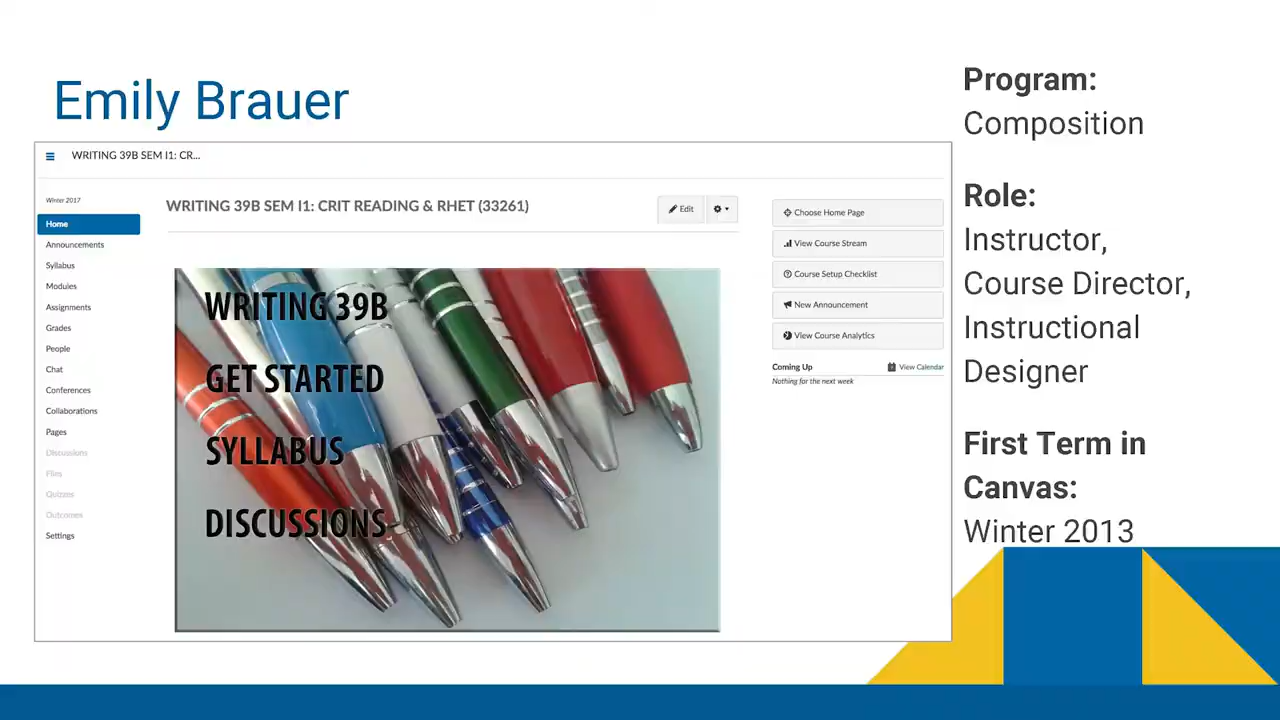 Emily Brauer
WRITING 39B SEM I1: CR...
Winter 2017
Home
Announcements
Syllabus
Modules
Assignments
Grades
People
Chat
Conferences
Collaborations
Pages
Discussions
Files
Quizzes
Outcomes
Settings
WRITING 39B SEM I1: CRIT READING & RHET (33261)
Edit
WRITING 39B
GET STARTED
SYLLABUS
DISCUSSIONS
Choose Home Page
View Course Stream
Course Setup Checklist
New Announcement
View Course Analytics
Coming Up
View Calendar
Nothing for the next week
Program:
Composition
Role:
Instructor,
Course Director,
Instructional
Designer
First Term in
Canvas:
Winter 2013